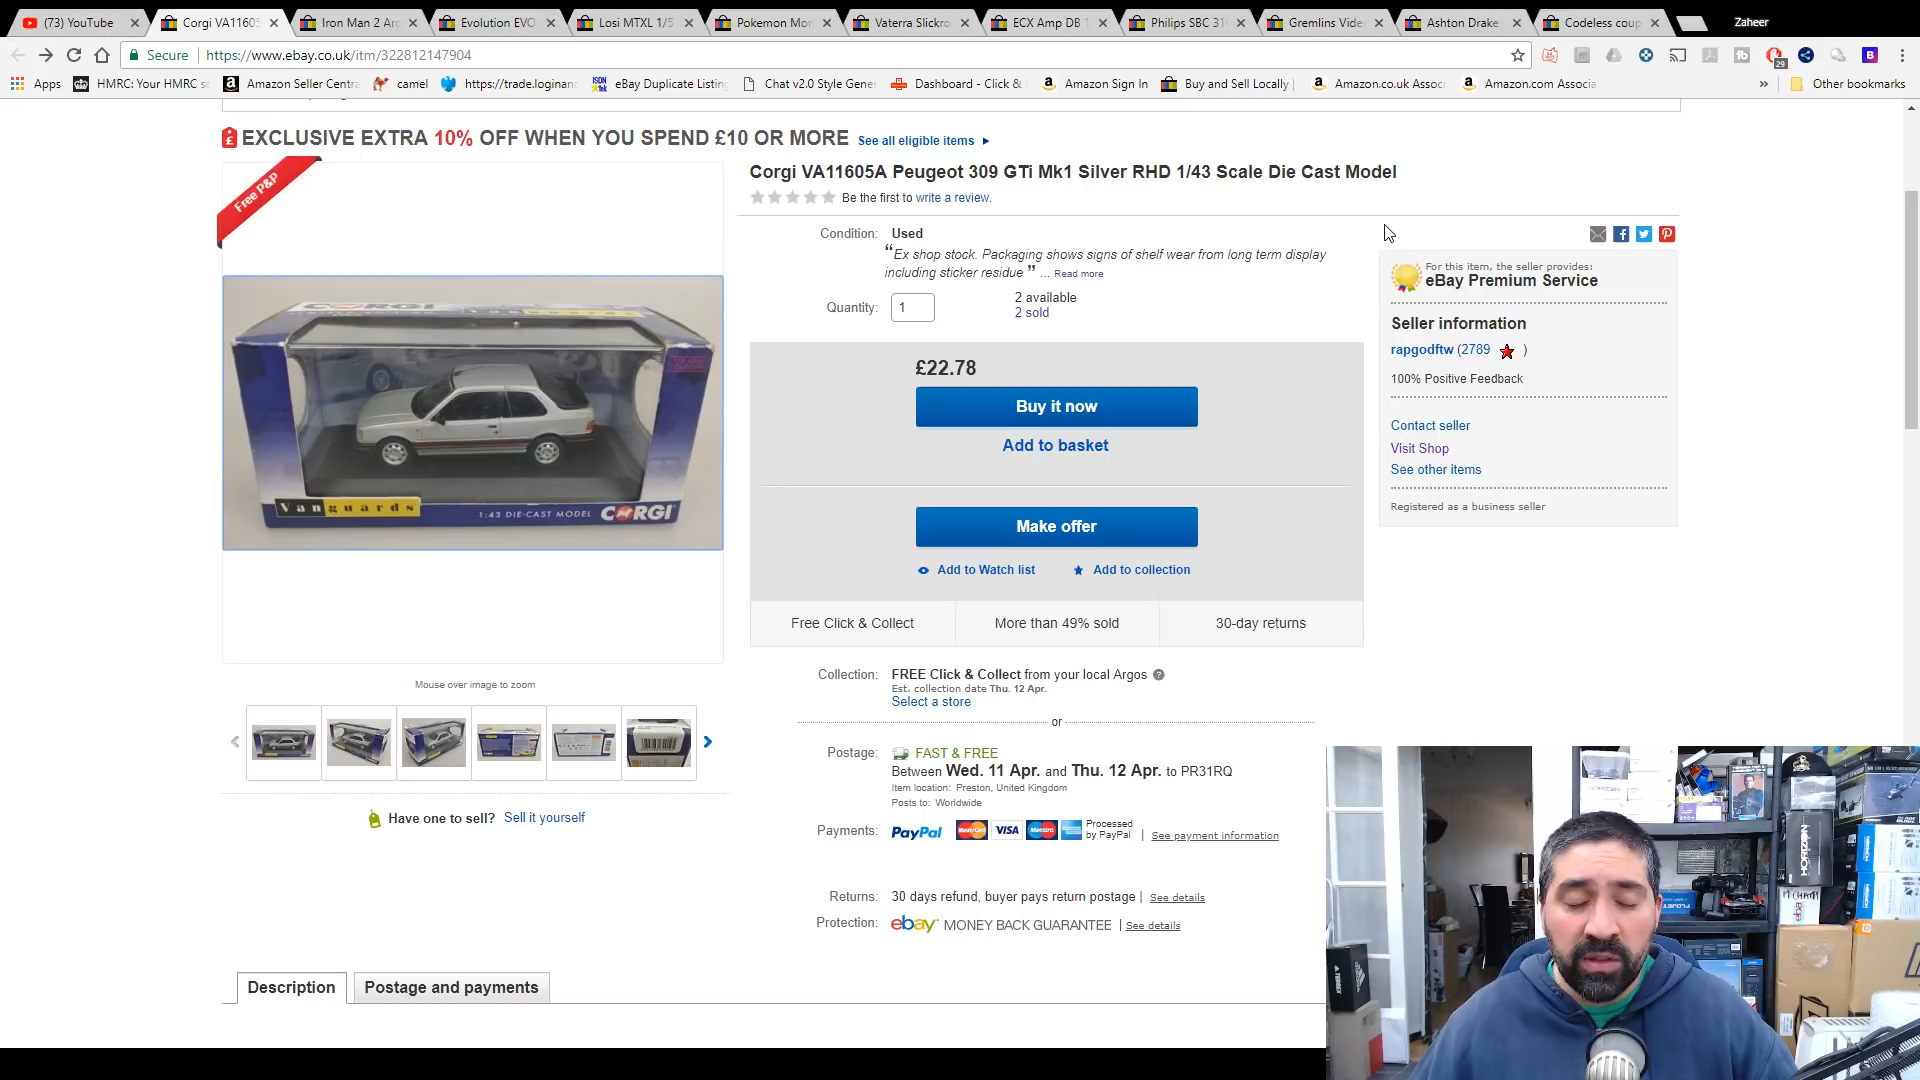 (73) YouTube
Corgi VA11605
Iron Man 2 Arc
Evolution EVO
Losi MTXL 1/5
Pokemon Mon
Vaterra Slickro
ECX Amp DB 1
Philips SBC 31
Gremlins Vide
Ashton Drake
Codeless coup
Zaheer
Secure
https://www.ebay.co.uk/itm/322812147904
29
Apps
HMRC: Your HMRC se
Amazon Seller Centra
camel
https://trade.loginanc
eBay Duplicate Listing
Chat v2.0 Style Gene
Dashboard - Click &
Amazon Sign In
Buy and Sell Locally
Amazon.co.uk Associ
Amazon.com Associa
»
Other bookmarks
EXCLUSIVE EXTRA 10% OFF WHEN YOU SPEND £10 OR MORE See all eligible items
Free P&P
Corgi VA11605A Peugeot 309 GTi Mk1 Silver RHD 1/43 Scale Die Cast Model
Be the first to write a review.
Condition: Used
“Ex shop stock. Packaging shows signs of shelf wear from long term display
including sticker residue ” ... Read more
Quantity: 1
2 available
2 sold
£22.78
Buy it now
Add to basket
Make offer
Add to Watch list
Add to collection
Free Click & Collect
More than 49% sold
30-day returns
For this item, the seller provides:
eBay Premium Service
Seller information
rapgodftw (2789 )
100% Positive Feedback
Contact seller
Visit Shop
See other items
Registered as a business seller
CORGI
Vanguards
1:43 DIE-CAST MODEL CORGI
Mouse over image to zoom
Have one to sell? Sell it yourself
Collection: FREE Click & Collect from your local Argos
Est. collection date Thu. 12 Apr.
Select a store
or
Postage: FAST & FREE
Between Wed. 11 Apr. and Thu. 12 Apr. to PR31RQ
Item location: Preston, United Kingdom
Posts to: Worldwide
Payments: PayPal MasterCard VISA Maestro
Processed
by PayPal
| See payment information
Returns: 30 days refund, buyer pays return postage | See details
Protection: ebay MONEY BACK GUARANTEE | See details
Description
Postage and payments
HORIZON
ebay